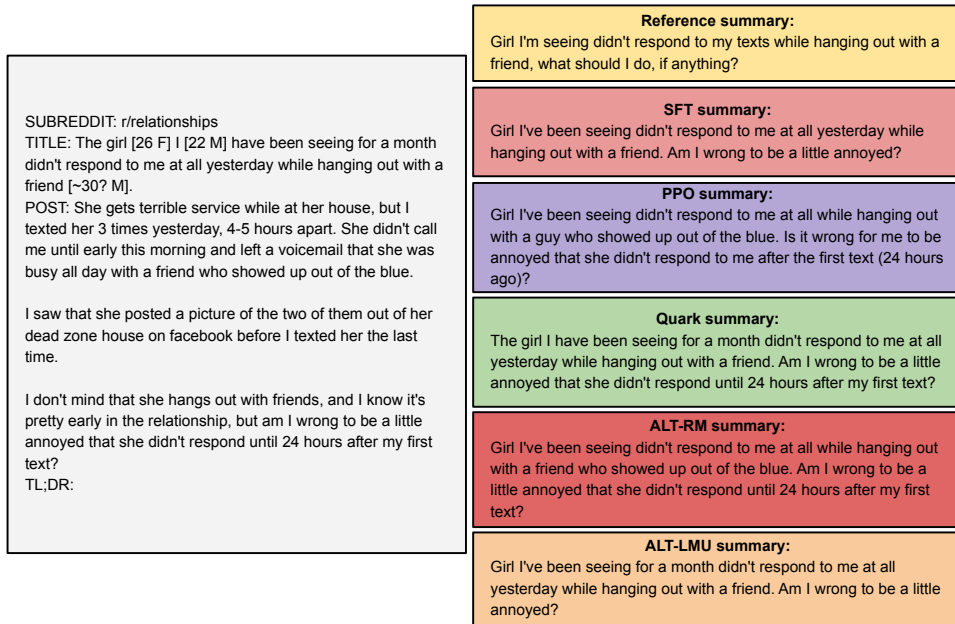 SUBREDDIT: r/relationships
TITLE: The girl [26 F] I [22 M] have been seeing for a month
didn't respond to me at all yesterday while hanging out with a
friend [~30? M].
POST: She gets terrible service while at her house, but I
texted her 3 times yesterday, 4-5 hours apart. She didn't call
me until early this morning and left a voicemail that she was
busy all day with a friend who showed up out of the blue.
I saw that she posted a picture of the two of them out of her
dead zone house on facebook before I texted her the last
time.
I don't mind that she hangs out with friends, and I know it's
pretty early in the relationship, but am I wrong to be a little
annoyed that she didn't respond until 24 hours after my first
text?
TL;DR:
Reference summary:
Girl I'm seeing didn't respond to my texts while hanging out with a
friend, what should I do, if anything?
SFT summary:
Girl I've been seeing didn't respond to me at all yesterday while
hanging out with a friend. Am I wrong to be a little annoyed?
PPO summary:
Girl I've been seeing didn't respond to me at all while hanging out
with a guy who showed up out of the blue. Is it wrong for me to be
annoyed that she didn't respond to me after the first text (24 hours
ago)?
Quark summary:
The girl I have been seeing for a month didn't respond to me at all
yesterday while hanging out with a friend. Am I wrong to be a little
annoyed that she didn't respond until 24 hours after my first text?
ALT-RM summary:
Girl I've been seeing didn't respond to me at all while hanging out
with a friend who showed up out of the blue. Am I wrong to be a
little annoyed that she didn't respond until 24 hours after my first
text?
ALT-LMU summary:
Girl I've been seeing for a month didn't respond to me at all
yesterday while hanging out with a friend. Am I wrong to be a little
annoyed?